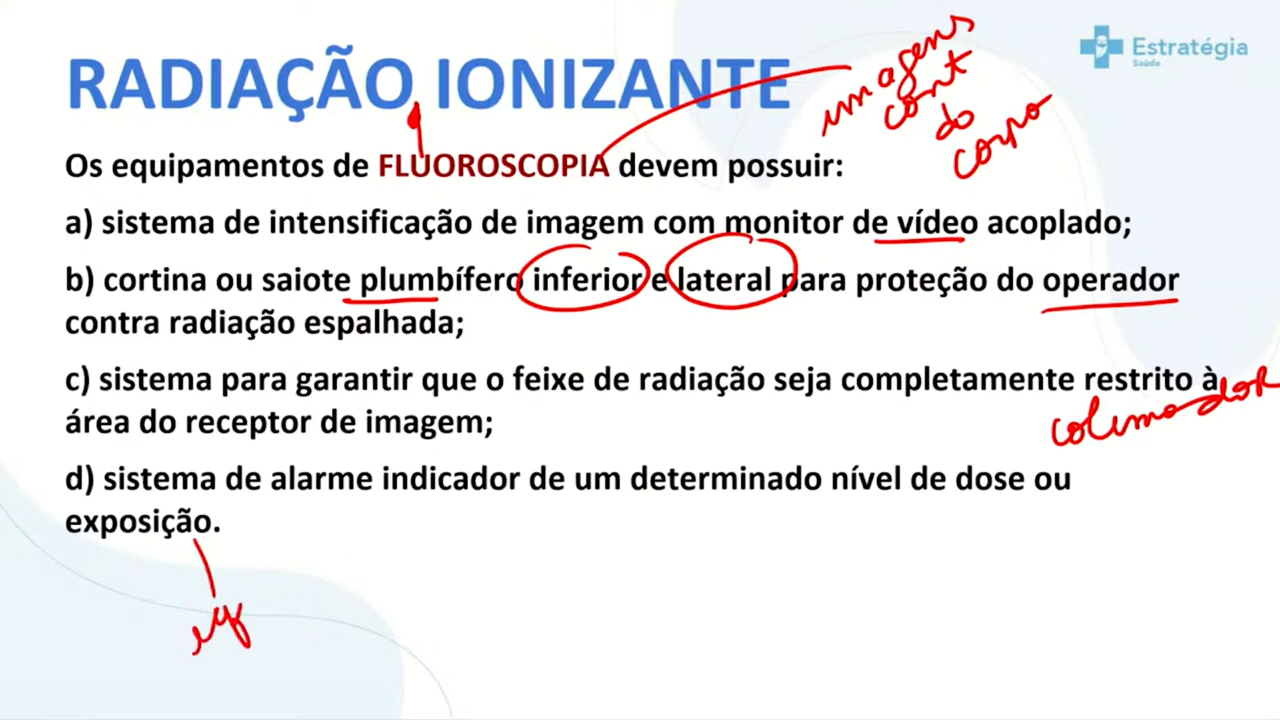 Estratégia
Saúde
RADIAÇÃO IONIZANTE
imagens
cont
do
corpo
Os equipamentos de FLUOROSCOPIA devem possuir:
a) sistema de intensificação de imagem com monitor de vídeo acoplado;
b) cortina ou saiote plumbífero inferior e lateral para proteção do operador
contra radiação espalhada;
c) sistema para garantir que o feixe de radiação seja completamente restrito à
área do receptor de imagem;
colimador
d) sistema de alarme indicador de um determinado nível de dose ou
exposição.